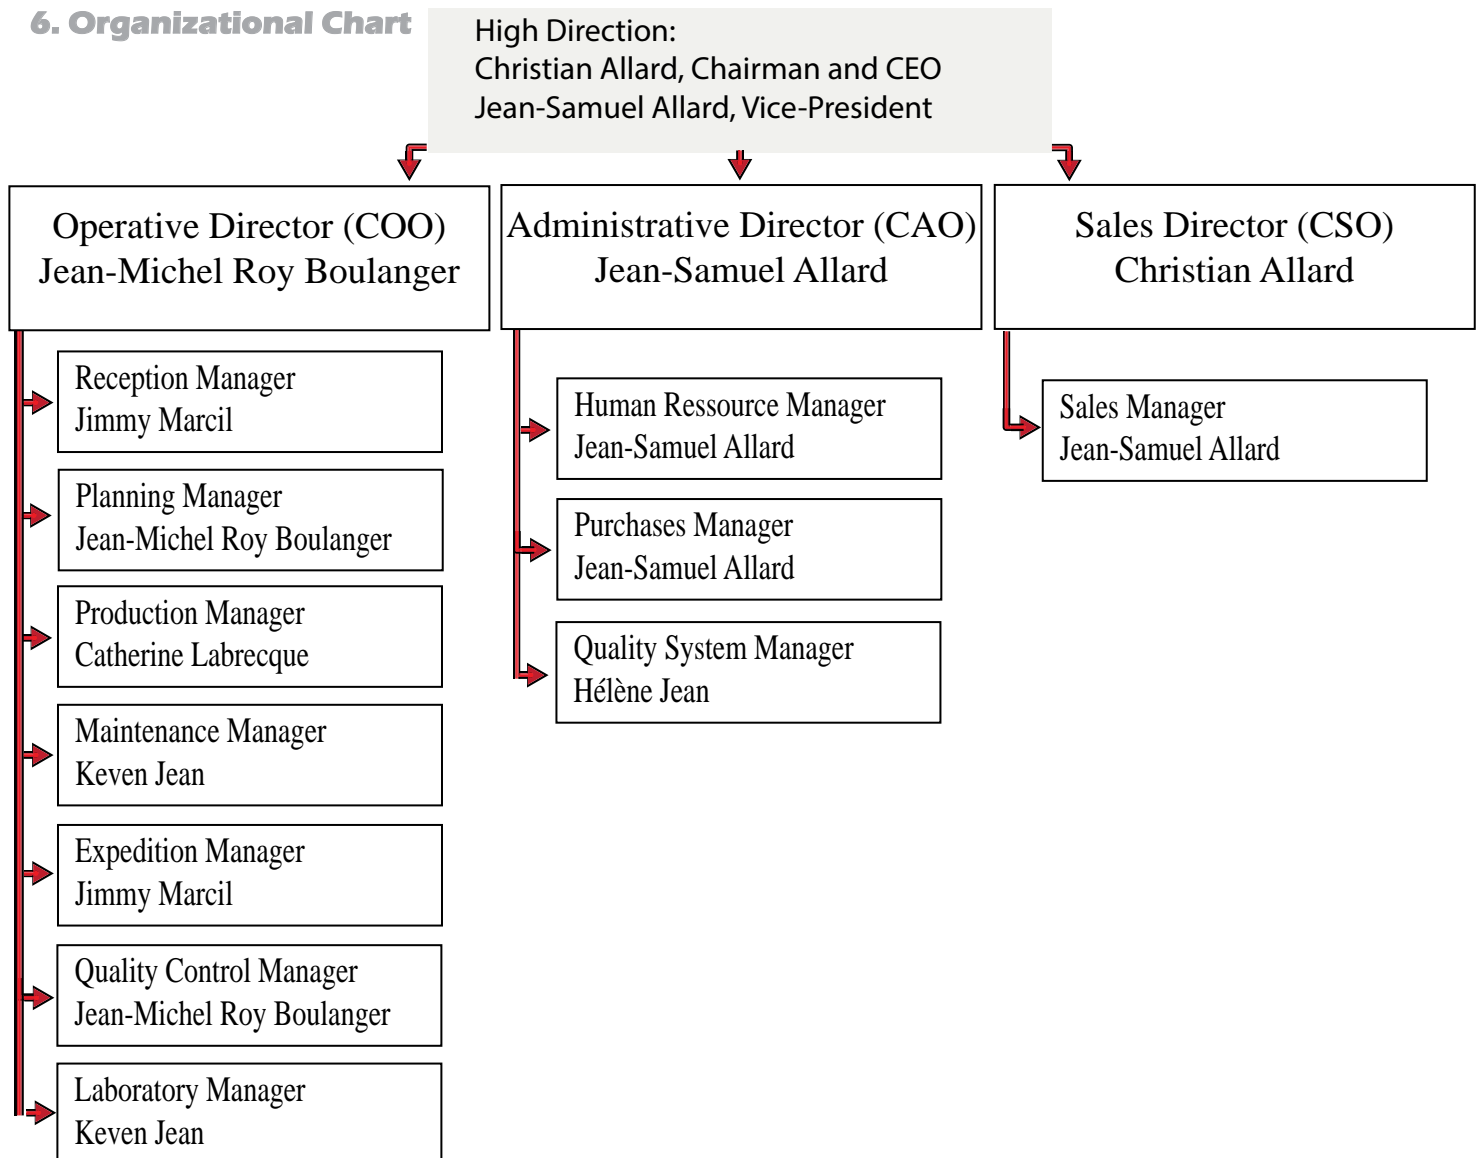 6. Organizational Chart
High Direction:
Christian Allard, Chairman and CEO
Jean-Samuel Allard, Vice-President
Operative Director (COO)
Jean-Michel Roy Boulanger
Reception Manager
Jimmy Marcil
Planning Manager
Jean-Michel Roy Boulanger
Production Manager
Catherine Labrecque
Maintenance Manager
Keven Jean
Expedition Manager
Jimmy Marcil
Quality Control Manager
Jean-Michel Roy Boulanger
Laboratory Manager
Keven Jean
Administrative Director (CAO)
Jean-Samuel Allard
Human Ressource Manager
Jean-Samuel Allard
Purchases Manager
Jean-Samuel Allard
Quality System Manager
Hélène Jean
Sales Director (CSO)
Christian Allard
Sales Manager
Jean-Samuel Allard